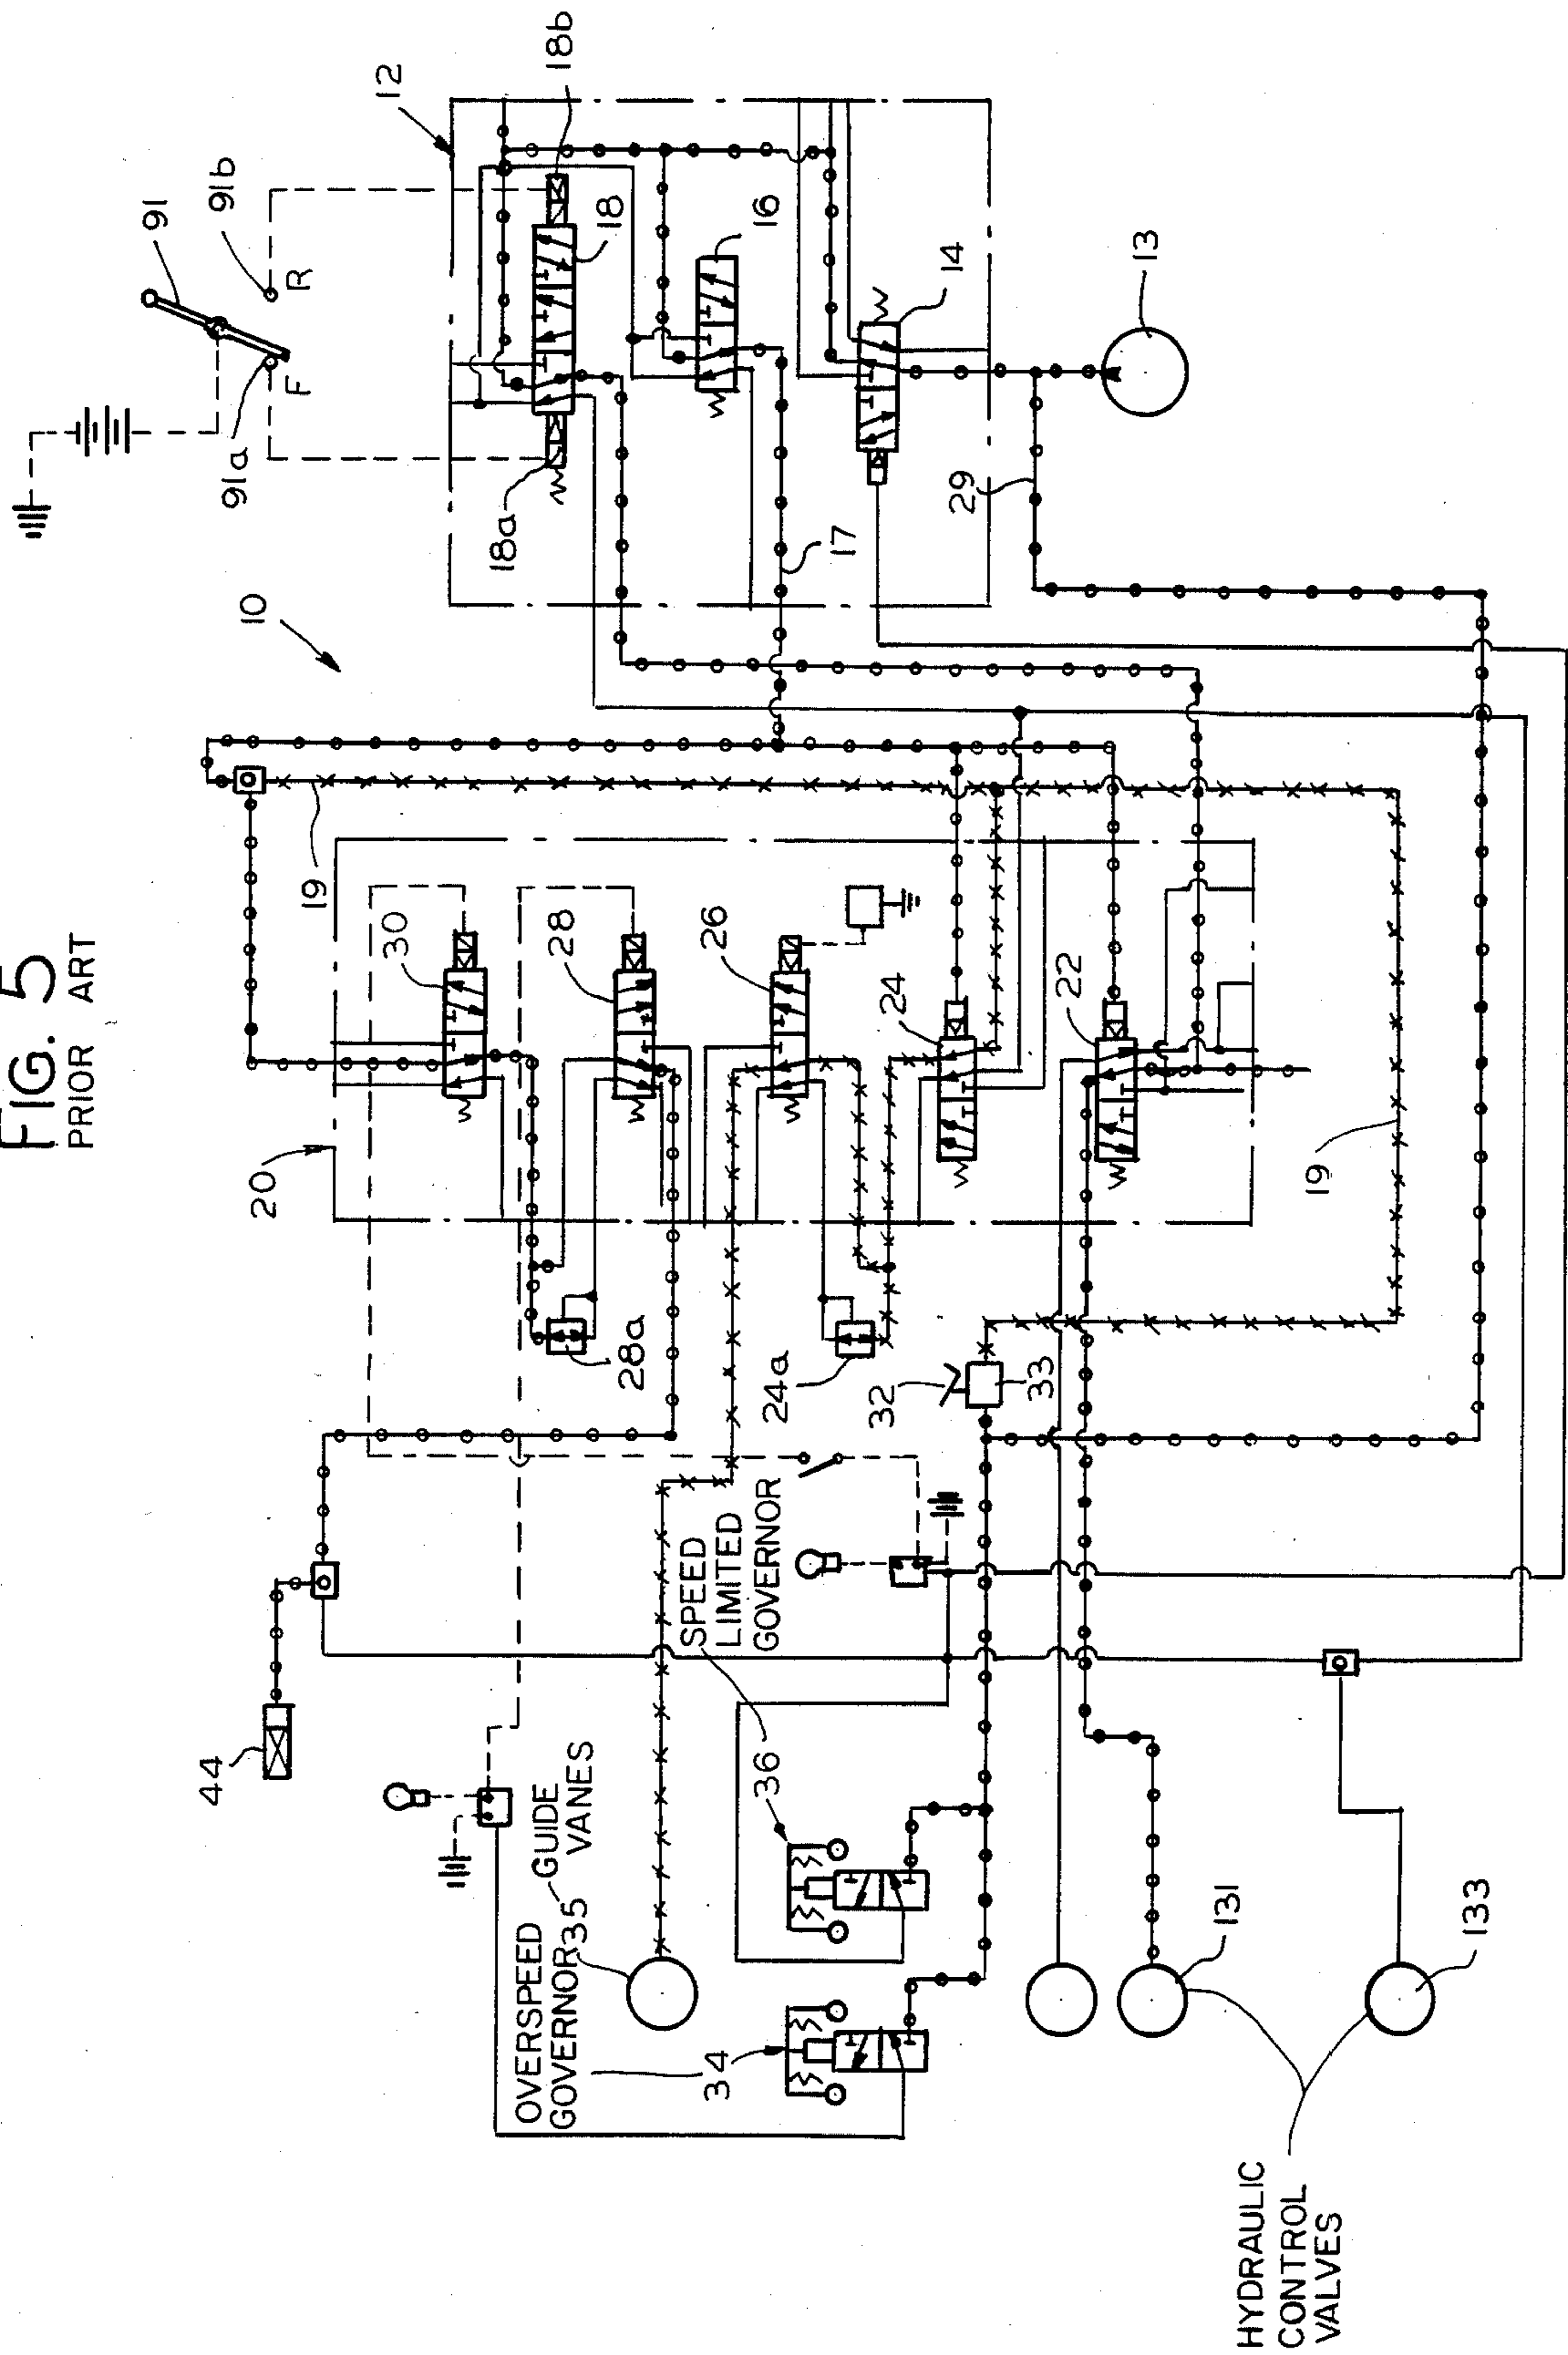 FIG. 5
PRIOR ART
10
12
91
91b
R
91a
F
18b
18
18a
16
14
13
17
29
19
20
30
28
26
24
22
19
28a
24a
32
33
44
SPEED
LIMITED
GOVERNOR
36
GUIDE
VANES
35
OVERSPEED
GOVERNOR
34
131
133
HYDRAULIC
CONTROL
VALVES